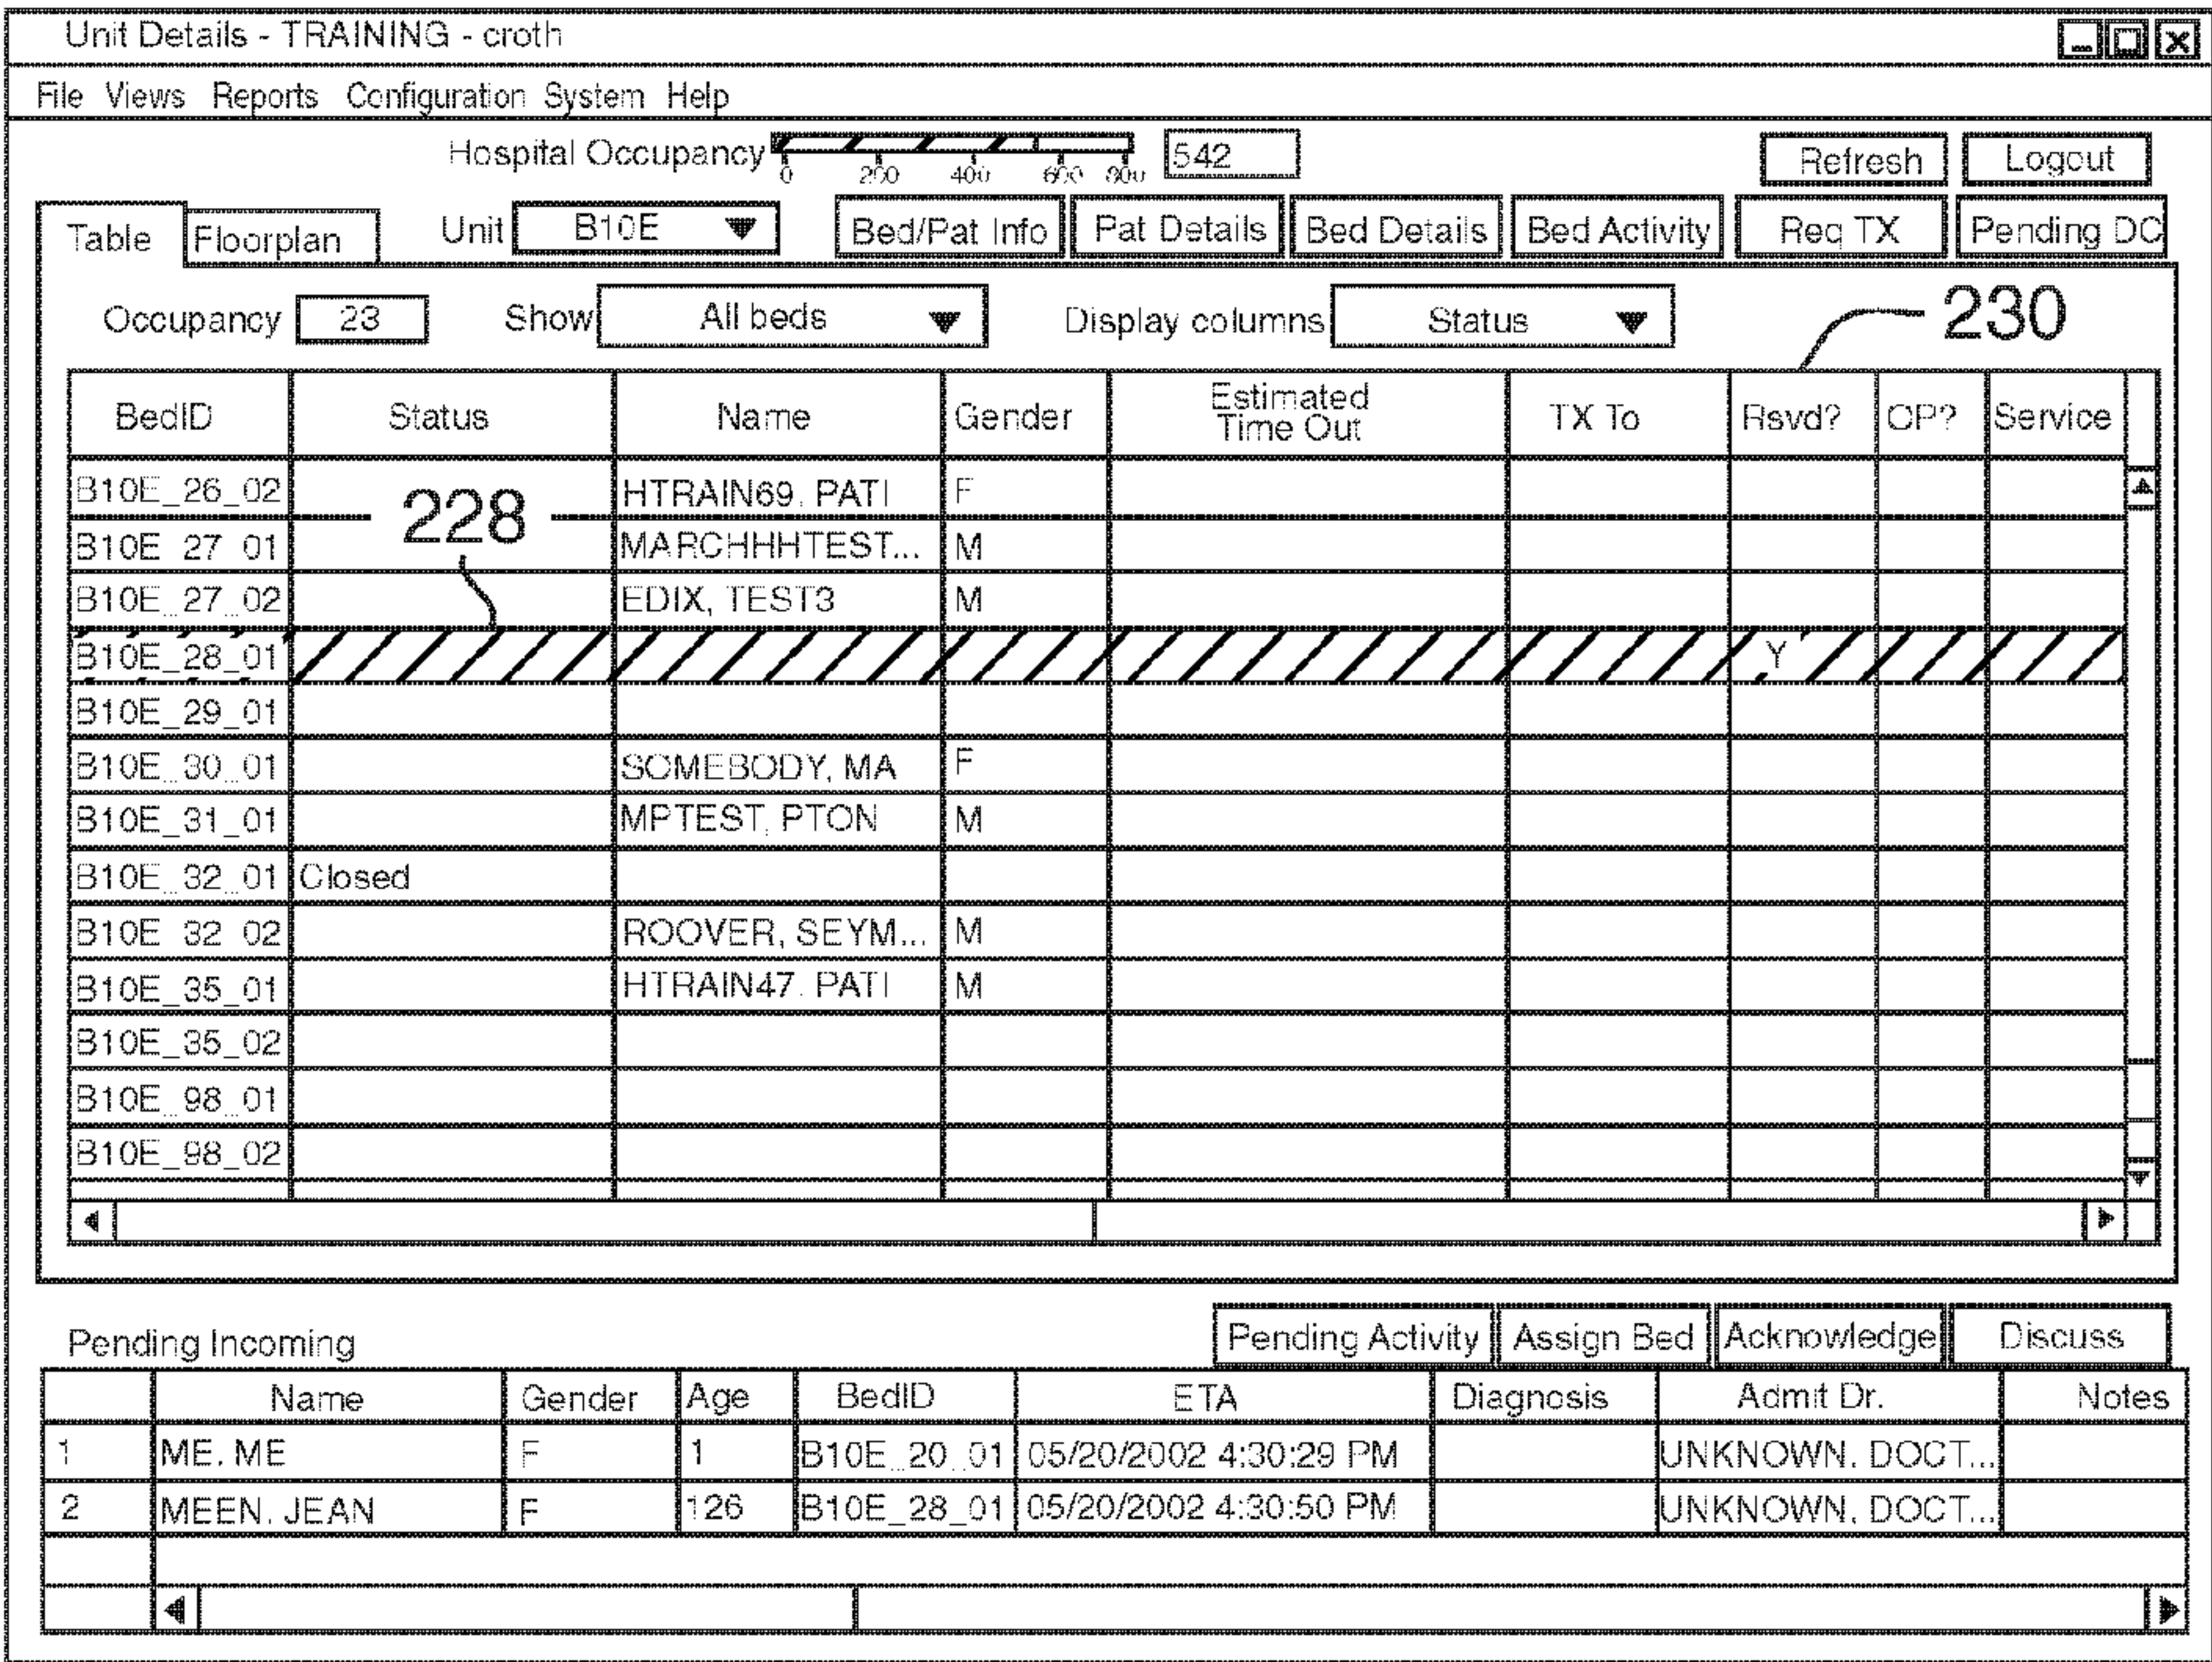 Unit Details - TRAINING - croth
File Views Reports Configuration System Help
Hospital Occupancy 0 200 400 600 800 542 Refresh Logout
Table Floorplan Unit B10E Bed/Pat Info Pat Details Bed Details Bed Activity Req TX Pending DC
Occupancy 23 Show All beds Display columns Status 230
BedID Status Name Gender Estimated Time Out TX To Rsvd? OP? Service
B10E_26_02 HTRAIN69, PATI F
228
B10E_27_01 MARCHHHTEST... M
B10E_27_02 EDIX, TEST3 M
B10E_28_01 Y
B10E_29_01
B10E_30_01 SOMEBODY, MA F
B10E_31_01 MPTEST, PTON M
B10E_32_01 Closed
B10E_32_02 ROOVER, SEYM... M
B10E_35_01 HTRAIN47, PATI M
B10E_35_02
B10E_98_01
B10E_98_02
Pending Incoming Pending Activity Assign Bed Acknowledge Discuss
Name Gender Age BedID ETA Diagnosis Admit Dr. Notes
1 ME, ME F 1 B10E_20_01 05/20/2002 4:30:29 PM UNKNOWN, DOCT...
2 MEEN, JEAN F 126 B10E_28_01 05/20/2002 4:30:50 PM UNKNOWN, DOCT...